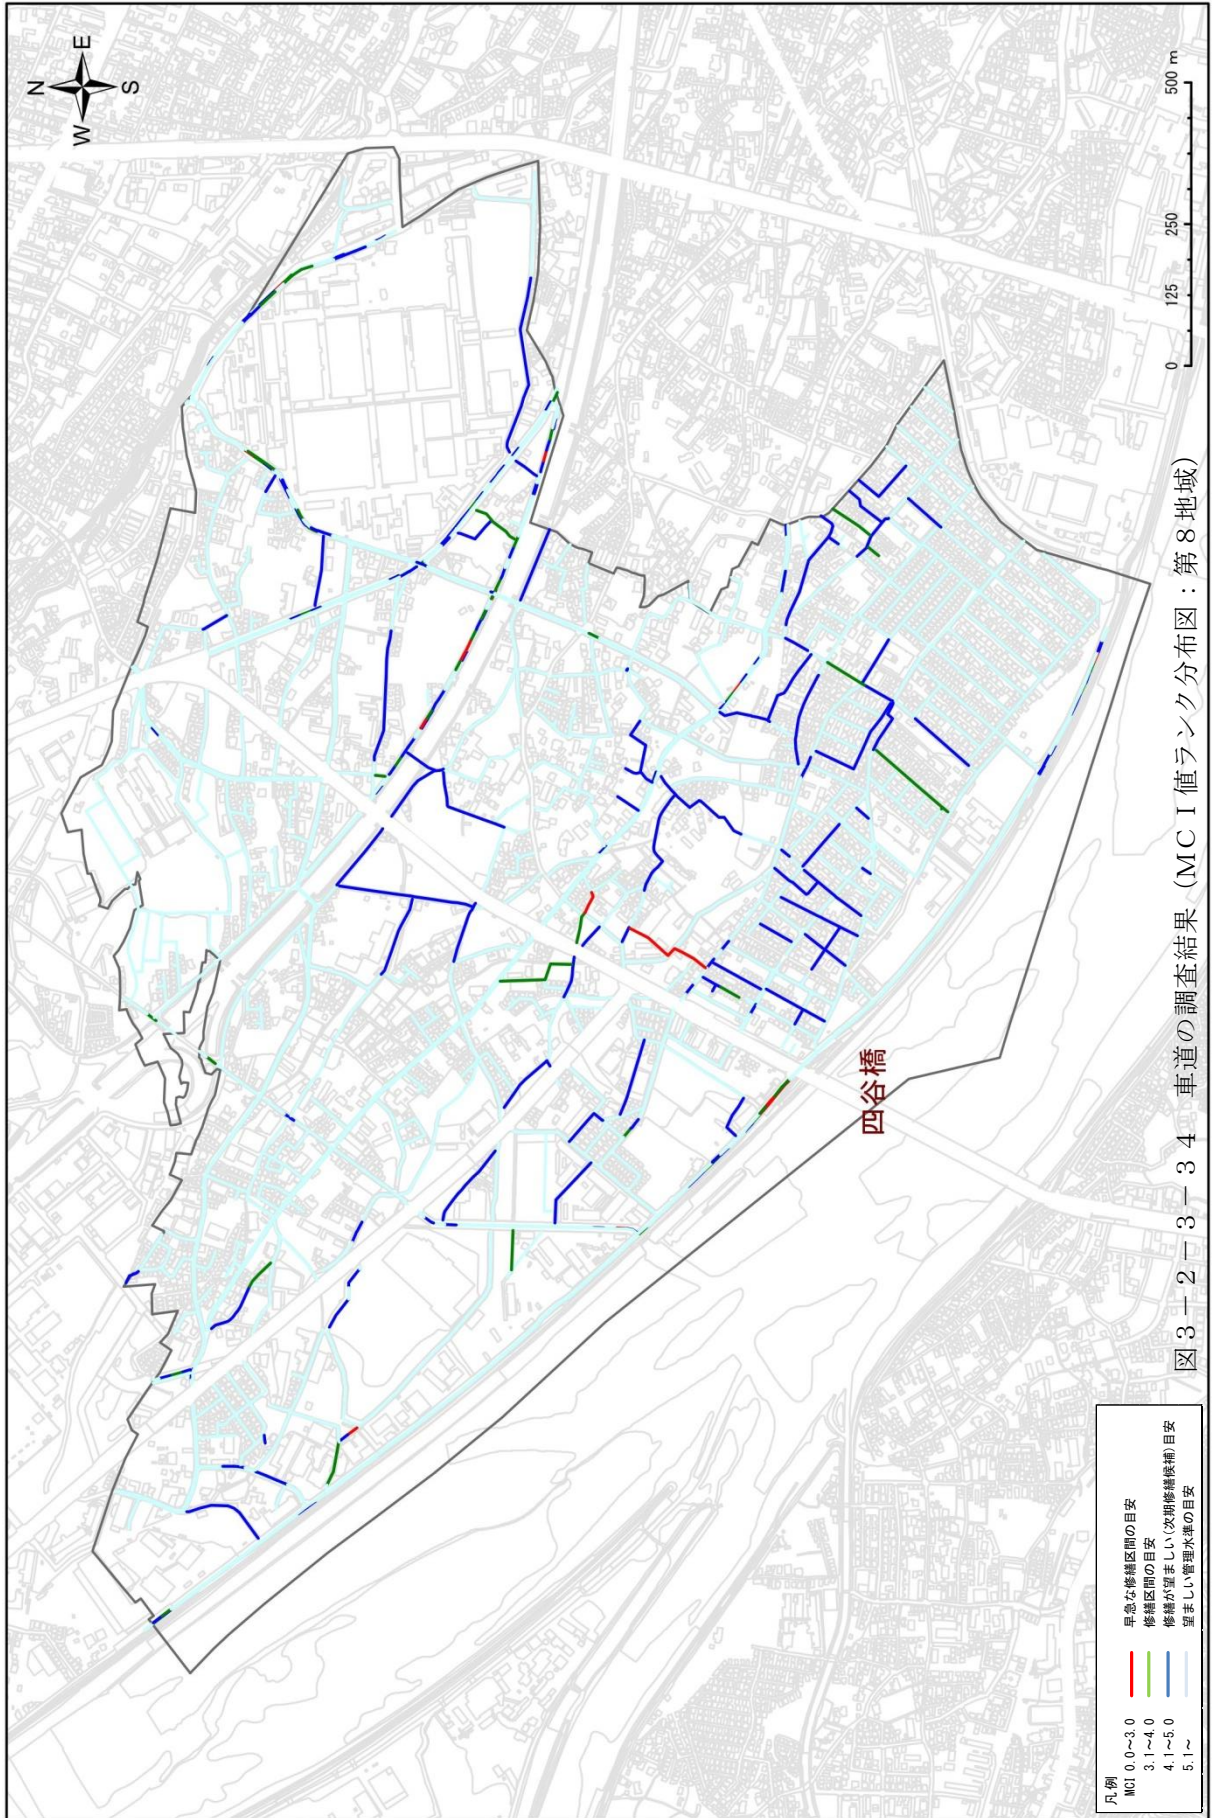 N
W E
S
四谷橋
0 125 250 500 m
凡例
MCI 0.0～3.0 早急な修繕区間の目安
3.1～4.0 修繕区間の目安
4.1～5.0 修繕が望ましい(次期修繕候補)目安
5.1～ 望ましい管理水準の目安
図３－２－３－３４ 車道の調査結果（ＭＣＩ値ランク分布図：第８地域）